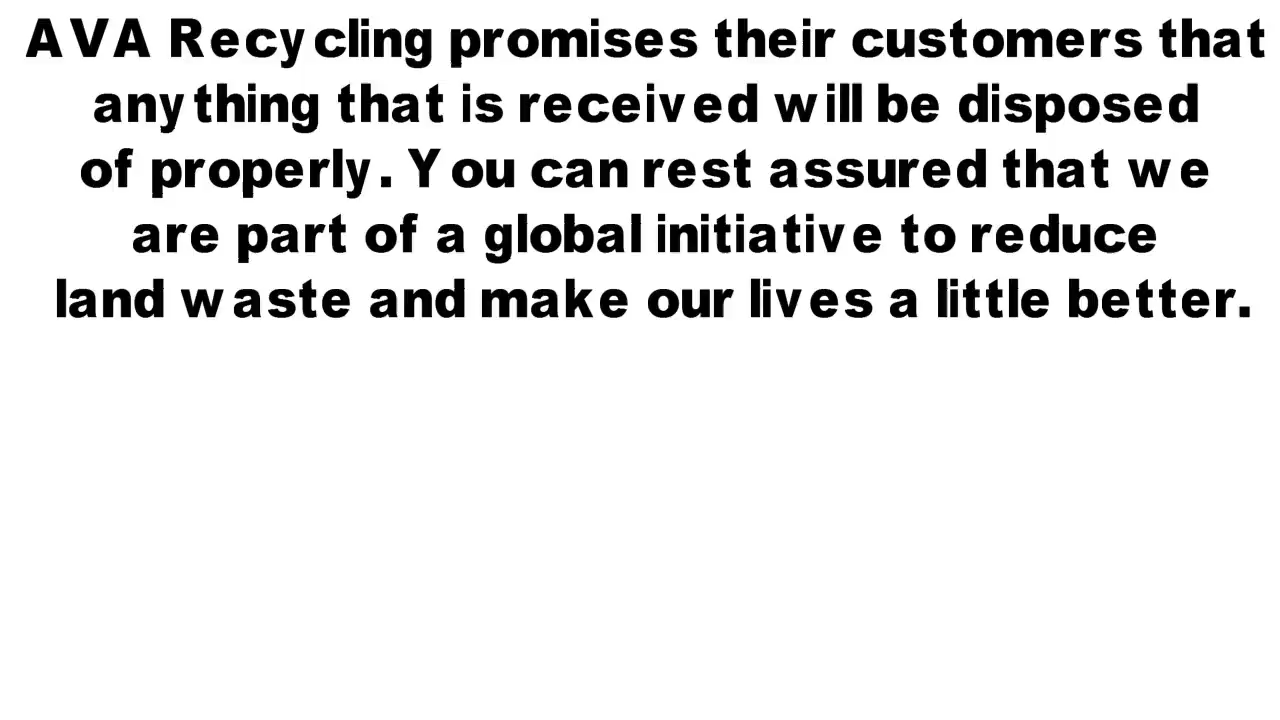 AVA Recycling promises their customers that
anything that is received will be disposed
of properly. You can rest assured that we
are part of a global initiative to reduce
land waste and make our lives a little better.